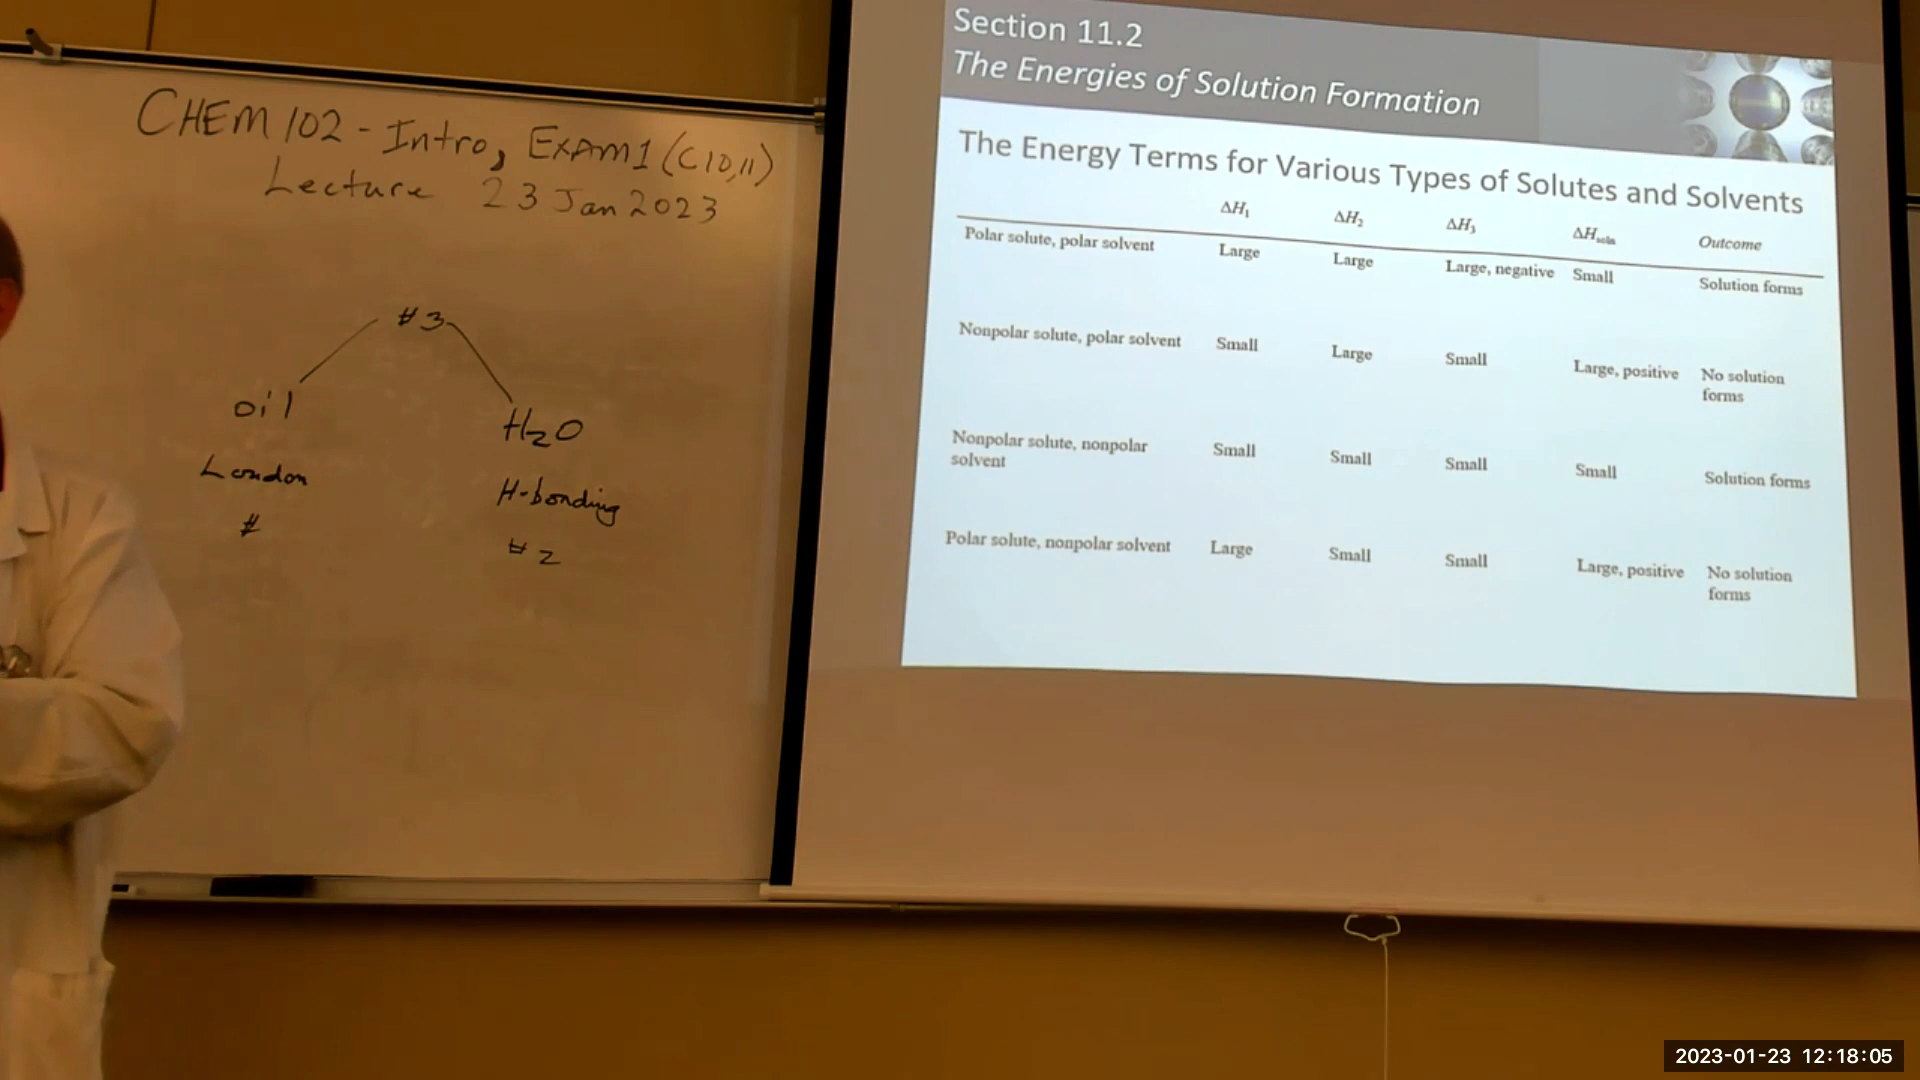 CHEM 102 - Intro, EXAM1 (C10,11)
Lecture 23 Jan 2023
#3
oil
H₂O
London
H-bonding
#
#2
Section 11.2
The Energies of Solution Formation
The Energy Terms for Various Types of Solutes and Solvents
ΔH₁ ΔH₂ ΔH₃ ΔHsoln Outcome
Polar solute, polar solvent Large Large Large, negative Small Solution forms
Nonpolar solute, polar solvent Small Large Small Large, positive No solution
forms
Nonpolar solute, nonpolar Small Small Small Small Solution forms
solvent
Polar solute, nonpolar solvent Large Small Small Large, positive No solution
forms
2023-01-23 12:18:05